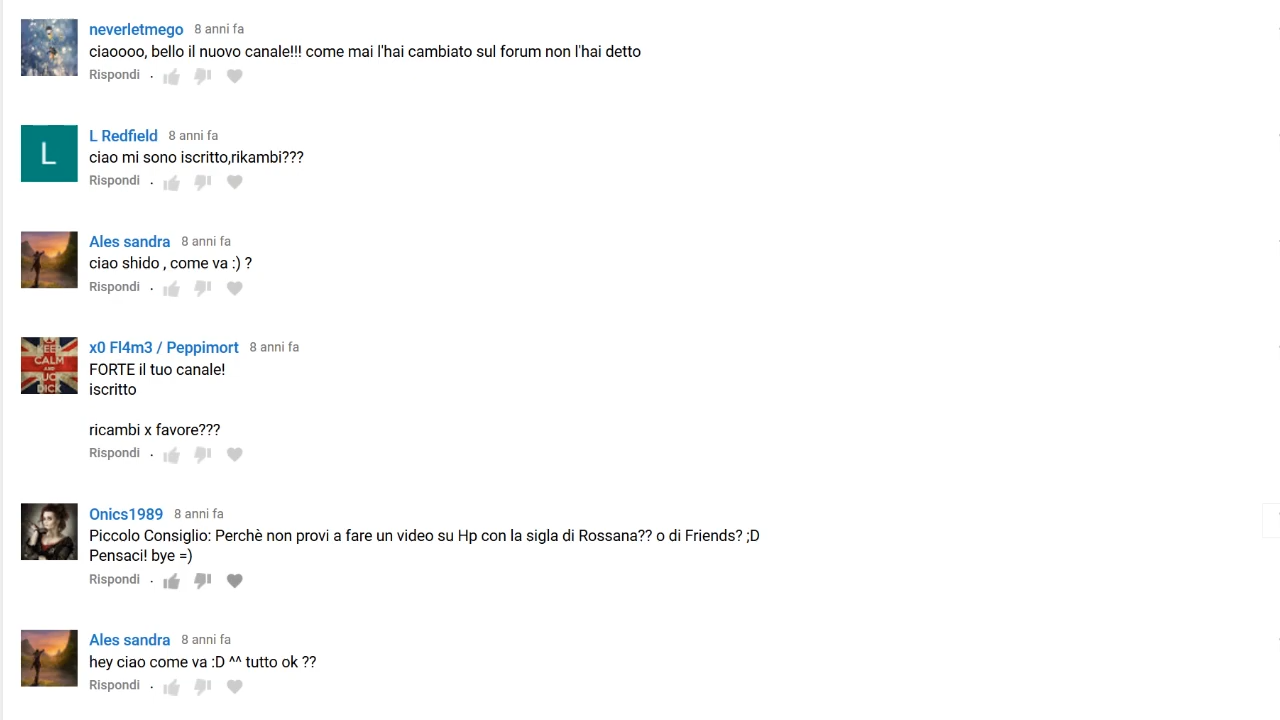 neverletmego 8 anni fa
ciaoooo, bello il nuovo canale!!! come mai l'hai cambiato sul forum non l'hai detto
Rispondi .
L
L Redfield 8 anni fa
ciao mi sono iscritto,rikambi???
Rispondi .
Ales sandra 8 anni fa
ciao shido , come va :) ?
Rispondi .
KEEP
CALM
AND
DICK
x0 Fl4m3 / Peppimort 8 anni fa
FORTE il tuo canale!
iscritto
ricambi x favore???
Rispondi .
Onics1989 8 anni fa
Piccolo Consiglio: Perchè non provi a fare un video su Hp con la sigla di Rossana?? o di Friends? ;D
Pensaci! bye =)
Rispondi .
Ales sandra 8 anni fa
hey ciao come va :D ^^ tutto ok ??
Rispondi .